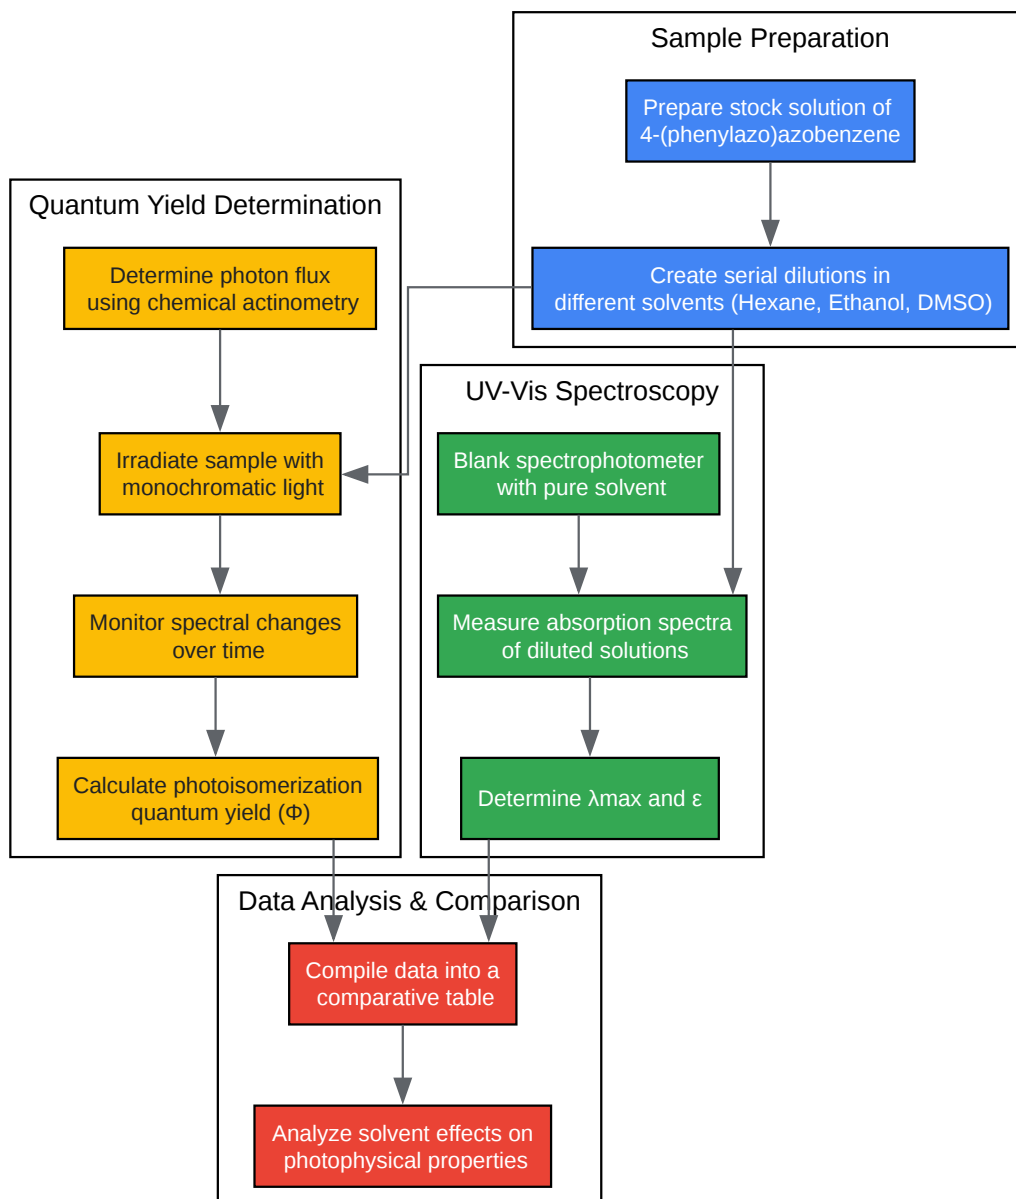 Sample Preparation
Prepare stock solution of
4-(phenylazo)azobenzene
Create serial dilutions in
different solvents (Hexane, Ethanol, DMSO)
Quantum Yield Determination
Determine photon flux
using chemical actinometry
Irradiate sample with
monochromatic light
Monitor spectral changes
over time
Calculate photoisomerization
quantum yield (Φ)
UV-Vis Spectroscopy
Blank spectrophotometer
with pure solvent
Measure absorption spectra
of diluted solutions
Determine λmax and ε
Data Analysis & Comparison
Compile data into a
comparative table
Analyze solvent effects on
photophysical properties